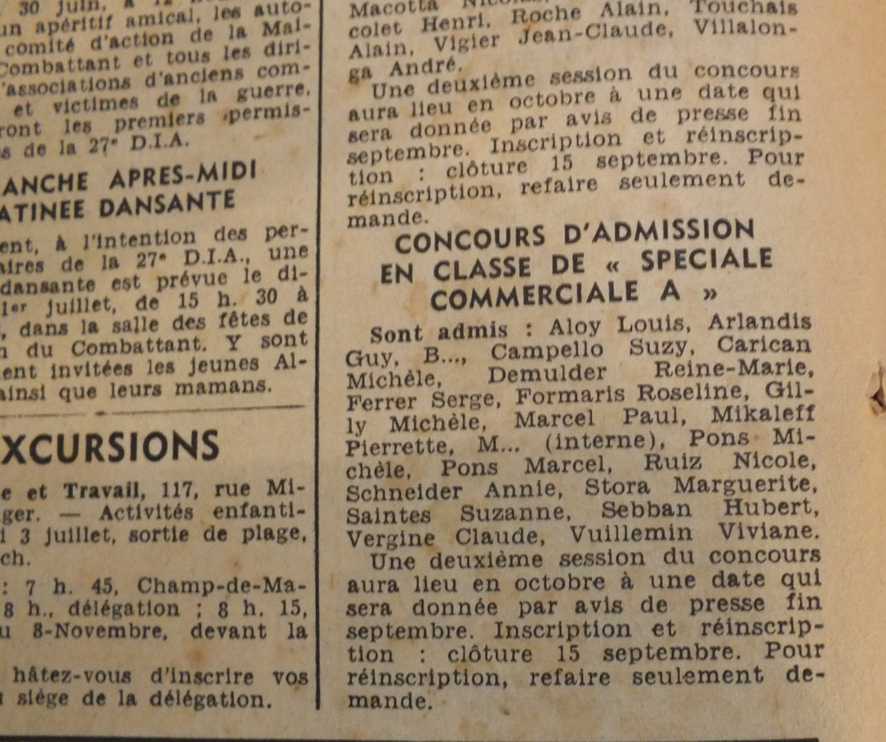 30 juin, à
un apéritif amical, les auto-
comité d'action de la Mai-
Combattant et tous les diri-
'associations d'anciens com-
et victimes de la guerre,
ront les premiers permis-
s de la 27e D.I.A.
ANCHE APRES-MIDI
ATINEE DANSANTE
ent, à l'intention des per-
aires de la 27e D.I.A., une
dansante est prévue le di-
1er juillet, de 15 h. 30 à
, dans la salle des fêtes de
n du Combattant. Y sont
ent invitées les jeunes Al-
ainsi que leurs mamans.
XCURSIONS
e et Travail, 117, rue Mi-
ger. — Activités enfanti-
i 3 juillet, sortie de plage,
ch.
: 7 h. 45, Champ-de-Ma-
8 h., délégation ; 8 h. 15,
u 8-Novembre, devant la
hâtez-vous d'inscrire vos
siège de la délégation.
Macotta
colet Henri, Roche Alain, Touchais
Alain, Vigier Jean-Claude, Villalon-
ga André.
Une deuxième session du concours
aura lieu en octobre à une date qui
sera donnée par avis de presse fin
septembre. Inscription et réinscrip-
tion : clôture 15 septembre. Pour
réinscription, refaire seulement de-
mande.
CONCOURS D'ADMISSION
EN CLASSE DE « SPECIALE
COMMERCIALE A »
Sont admis : Aloy Louis, Arlandis
Guy, B..., Campello Suzy, Carican
Michèle, Demulder Reine-Marie,
Ferrer Serge, Formaris Roseline, Gil-
ly Michèle, Marcel Paul, Mikaleff
Pierrette, M... (interne), Pons Mi-
chèle, Pons Marcel, Ruiz Nicole,
Schneider Annie, Stora Marguerite,
Saintes Suzanne, Sebban Hubert,
Vergine Claude, Vuillemin Viviane.
Une deuxième session du concours
aura lieu en octobre à une date qui
sera donnée par avis de presse fin
septembre. Inscription et réinscrip-
tion : clôture 15 septembre. Pour
réinscription, refaire seulement de-
mande.